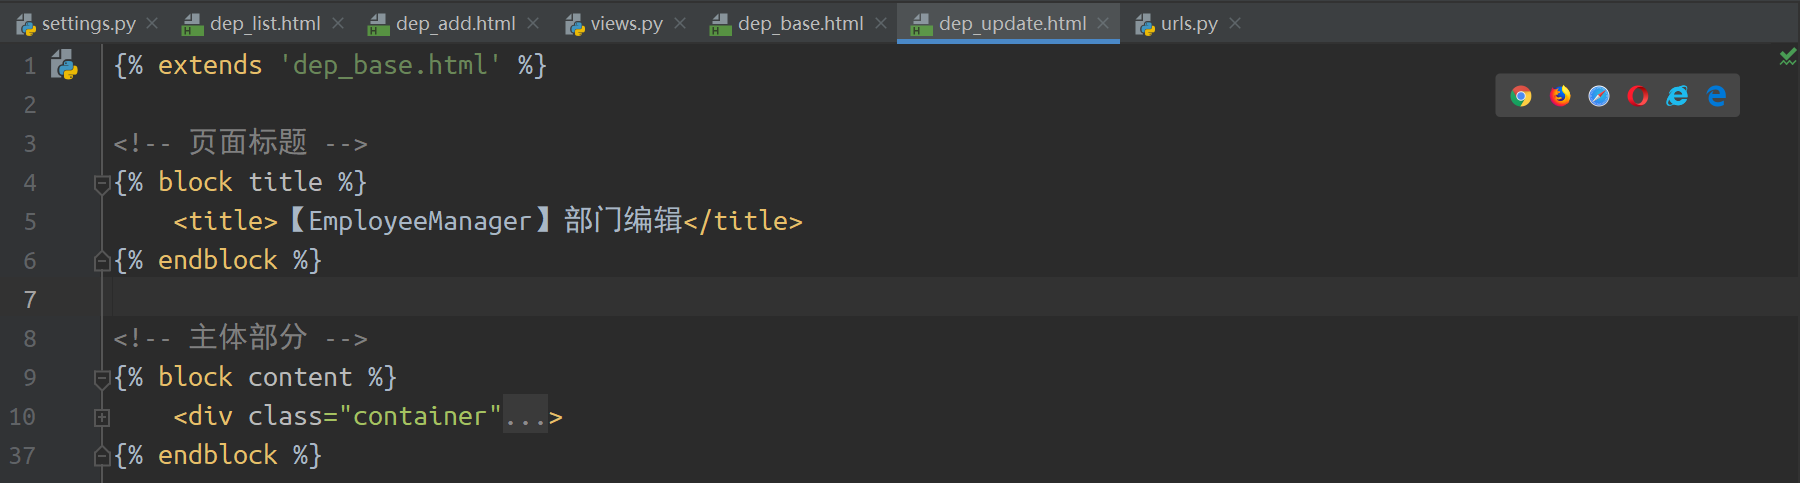 settings.py dep_list.html dep_add.html views.py dep_base.html dep_update.html urls.py
1 {% extends 'dep_base.html' %}
2
3 <!-- 页面标题 -->
4 {% block title %}
5 <title>【EmployeeManager】部门编辑</title>
6 {% endblock %}
7
8 <!-- 主体部分 -->
9 {% block content %}
10 <div class="container"...>
37 {% endblock %}